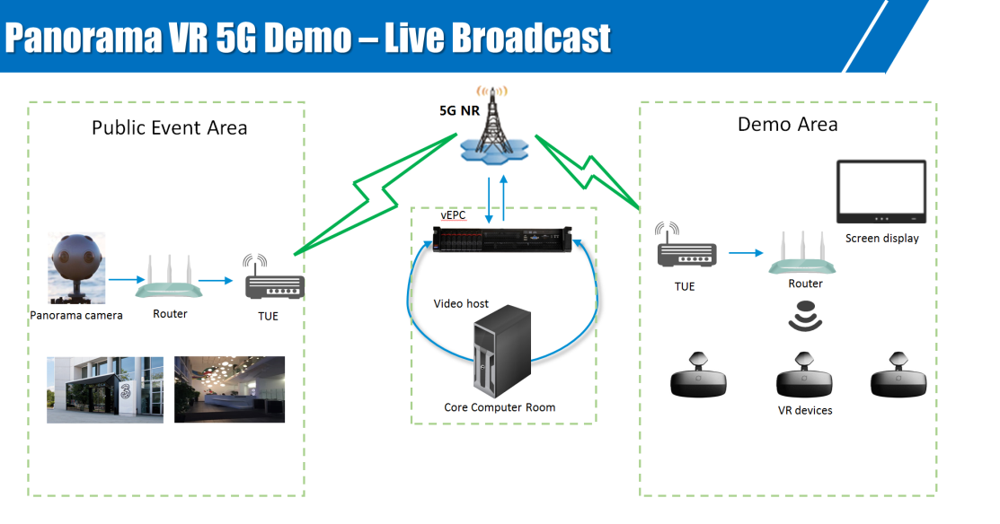 Panorama VR 5G Demo – Live Broadcast
Public Event Area
5G NR
Demo Area
vEPC
Screen display
TUE
Router
Panorama camera
Router
TUE
Video host
3
Core Computer Room
VR devices